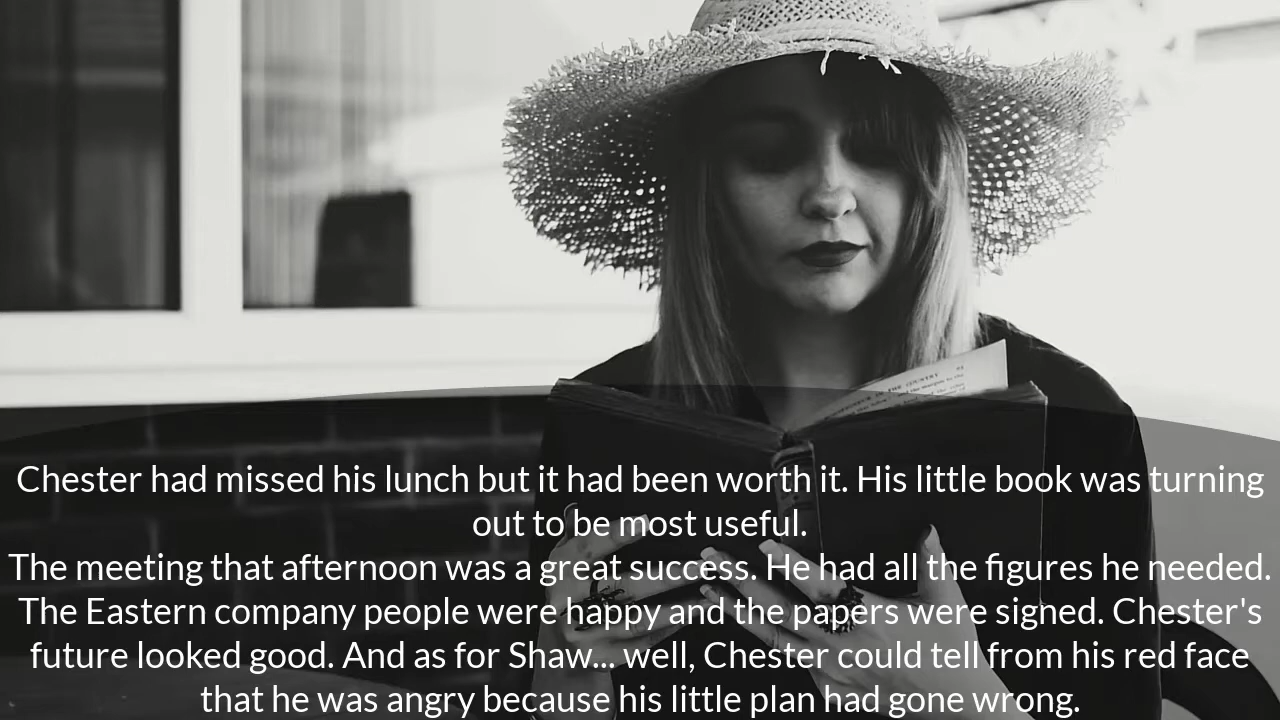 THE COUNTRY 93
Chester had missed his lunch but it had been worth it. His little book was turning
out to be most useful.
The meeting that afternoon was a great success. He had all the figures he needed.
The Eastern company people were happy and the papers were signed. Chester's
future looked good. And as for Shaw... well, Chester could tell from his red face
that he was angry because his little plan had gone wrong.